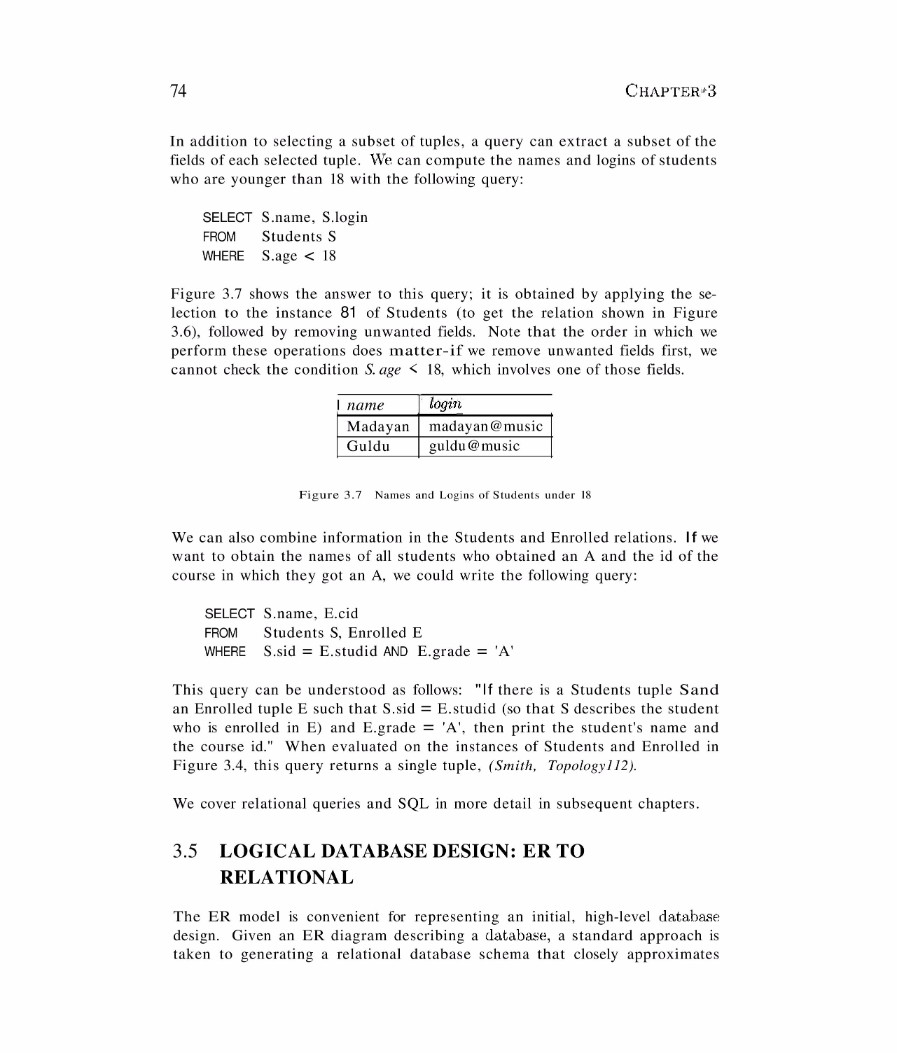 74 CHAPTER 3
In addition to selecting a subset of tuples, a query can extract a subset of the
fields of each selected tuple. We can compute the names and logins of students
who are younger than 18 with the following query:
SELECT S.name, S.login
FROM Students S
WHERE S.age < 18
Figure 3.7 shows the answer to this query; it is obtained by applying the se-
lection to the instance 81 of Students (to get the relation shown in Figure
3.6), followed by removing unwanted fields. Note that the order in which we
perform these operations does matter-if we remove unwanted fields first, we
cannot check the condition S. age < 18, which involves one of those fields.
name login
Madayan madayan@music
Guldu guldu@music
Figure 3.7 Names and Logins of Students under 18
We can also combine information in the Students and Enrolled relations. If we
want to obtain the names of all students who obtained an A and the id of the
course in which they got an A, we could write the following query:
SELECT S.name, E.cid
FROM Students S, Enrolled E
WHERE S.sid = E.studid AND E.grade = 'A'
This query can be understood as follows: "If there is a Students tuple Sand
an Enrolled tuple E such that S.sid = E.studid (so that S describes the student
who is enrolled in E) and E.grade = 'A', then print the student's name and
the course id." When evaluated on the instances of Students and Enrolled in
Figure 3.4, this query returns a single tuple, (Smith, Topology112).
We cover relational queries and SQL in more detail in subsequent chapters.
3.5 LOGICAL DATABASE DESIGN: ER TO
RELATIONAL
The ER model is convenient for representing an initial, high-level database
design. Given an ER diagram describing a database, a standard approach is
taken to generating a relational database schema that closely approximates